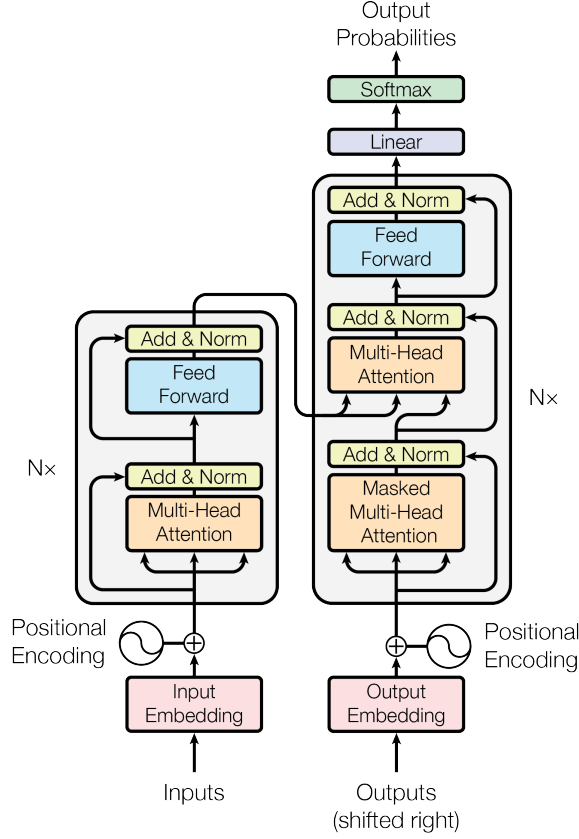 Output
Probabilities
Softmax
Linear
Add & Norm
Feed
Forward
Add & Norm
Multi-Head
Attention
Add & Norm
Masked
Multi-Head
Attention
N×
Add & Norm
Feed
Forward
Add & Norm
Multi-Head
Attention
N×
Positional
Encoding
Positional
Encoding
Input
Embedding
Output
Embedding
Inputs
Outputs
(shifted right)